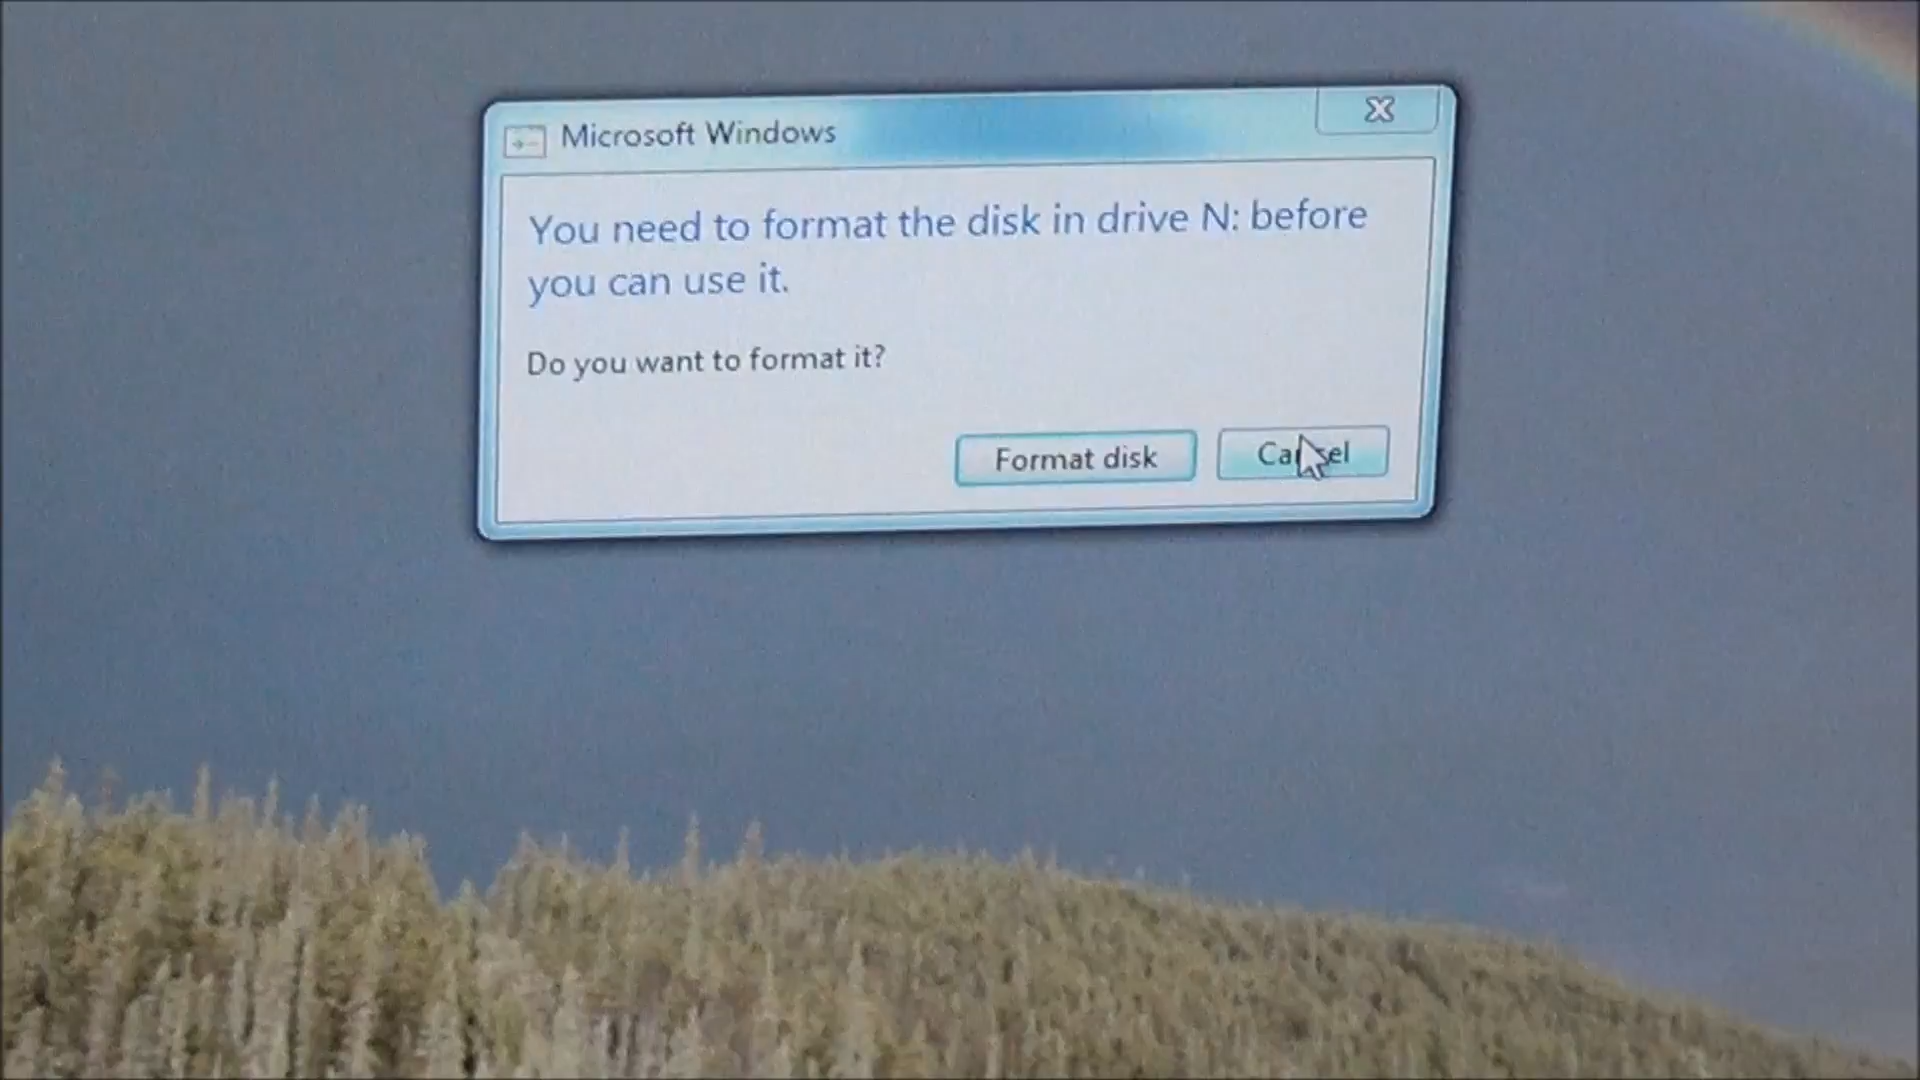 Microsoft Windows
You need to format the disk in drive N: before
you can use it.
Do you want to format it?
Format disk
Cancel